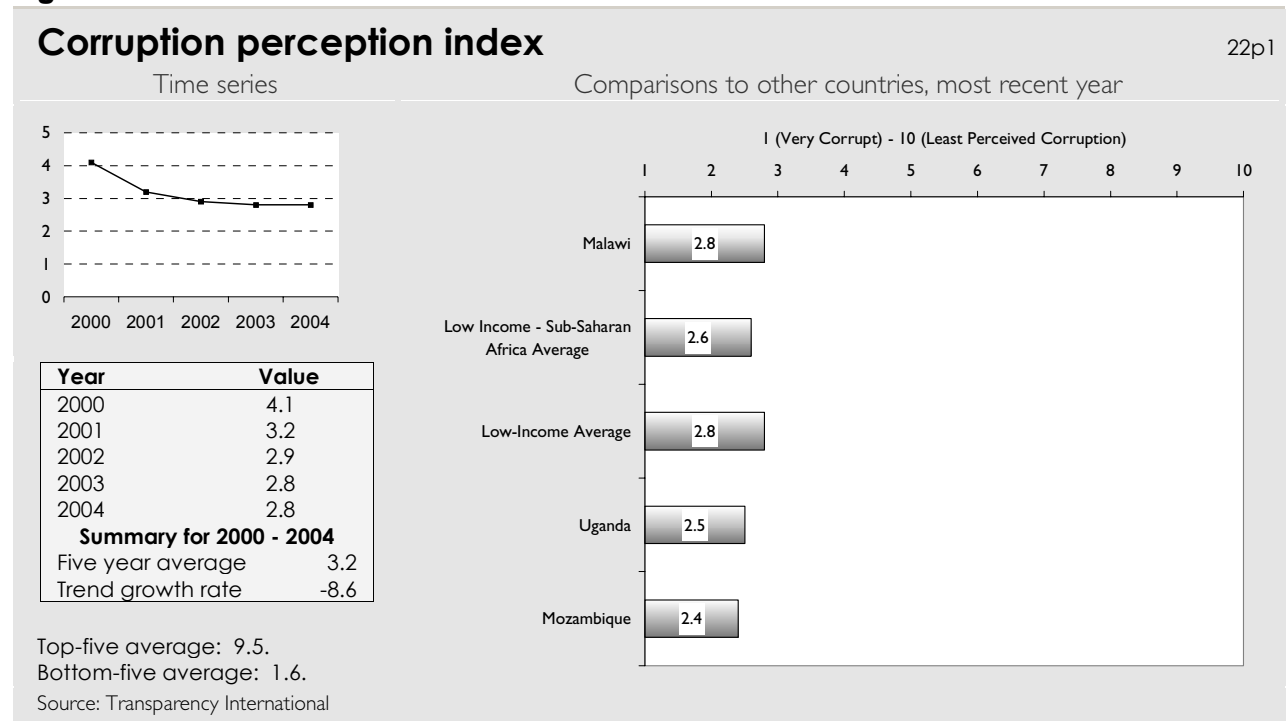 Corruption perception index
22p1
Time series
Comparisons to other countries, most recent year
5
4
3
2
1
0
2000 2001 2002 2003 2004
Year Value
2000 4.1
2001 3.2
2002 2.9
2003 2.8
2004 2.8
Summary for 2000 - 2004
Five year average 3.2
Trend growth rate -8.6
Top-five average: 9.5.
Bottom-five average: 1.6.
Source: Transparency International
1 (Very Corrupt) - 10 (Least Perceived Corruption)
1 2 3 4 5 6 7 8 9 10
Malawi 2.8
Low Income - Sub-Saharan
Africa Average 2.6
Low-Income Average 2.8
Uganda 2.5
Mozambique 2.4